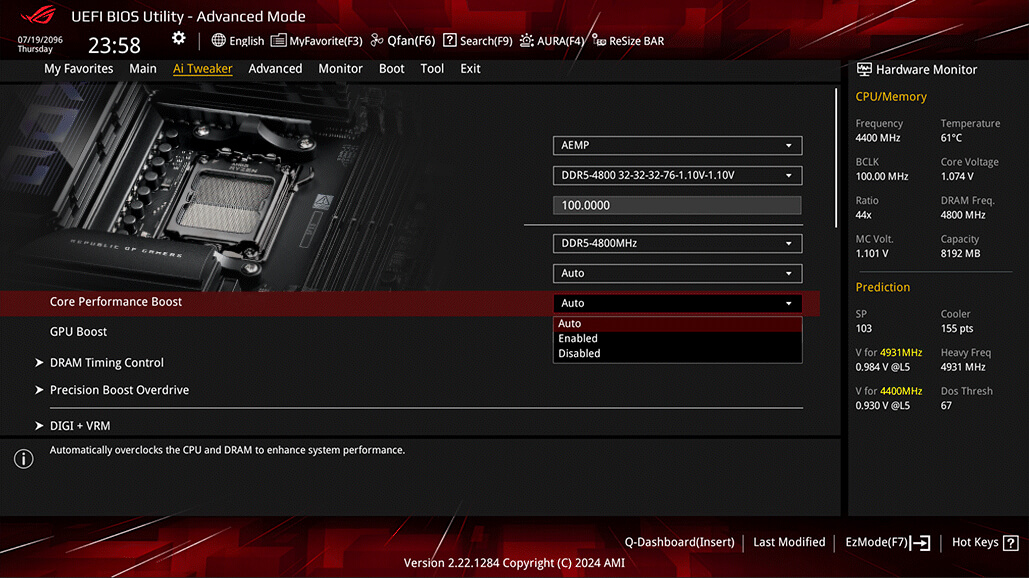 UEFI BIOS Utility - Advanced Mode
07/19/2096
Thursday
23:58
English
MyFavorite(F3)
Qfan(F6)
Search(F9)
AURA(F4)
ReSize BAR
My Favorites
Main
Ai Tweaker
Advanced
Monitor
Boot
Tool
Exit
AMD
RYZEN
REPUBLIC OF GAMERS
AEMP
DDR5-4800 32-32-32-76-1.10V-1.10V
100.0000
DDR5-4800MHz
Auto
Core Performance Boost
Auto
GPU Boost
Auto
Enabled
Disabled
DRAM Timing Control
Precision Boost Overdrive
DIGI + VRM
Automatically overclocks the CPU and DRAM to enhance system performance.
Hardware Monitor
CPU/Memory
Frequency
Temperature
4400 MHz
61°C
BCLK
Core Voltage
100.00 MHz
1.074 V
Ratio
DRAM Freq.
44x
4800 MHz
MC Volt.
Capacity
1.101 V
8192 MB
Prediction
SP
Cooler
103
155 pts
V for 4931MHz
Heavy Freq
0.984 V @L5
4931 MHz
V for 4400MHz
Dos Thresh
0.930 V @L5
67
Q-Dashboard(Insert)
Last Modified
EzMode(F7)
Hot Keys ?
Version 2.22.1284 Copyright (C) 2024 AMI